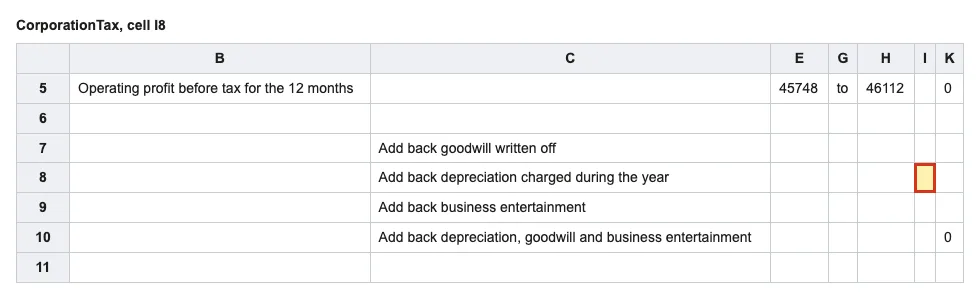 CorporationTax, cell I8
B C E G H I K
5 Operating profit before tax for the 12 months 45748 to 46112 0
6
7 Add back goodwill written off
8 Add back depreciation charged during the year
9 Add back business entertainment
10 Add back depreciation, goodwill and business entertainment 0
11